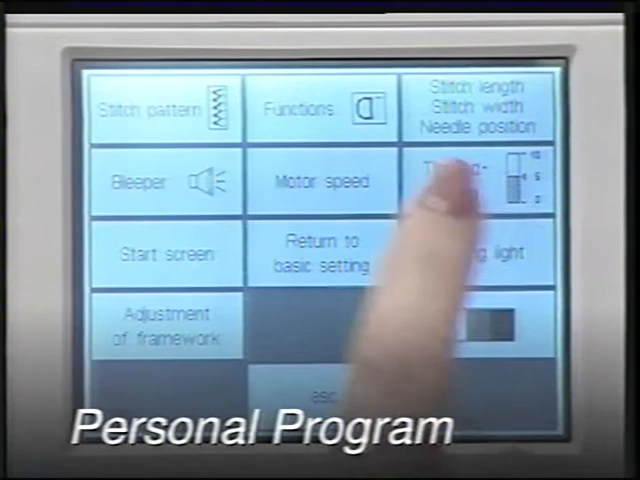 Stitch pattern
Functions
Stitch length
Stitch width
Needle position
Bleeper
Motor speed
10
5
0
Start screen
Return to
basic setting
light
Adjustment
of framework
esc
Personal Program